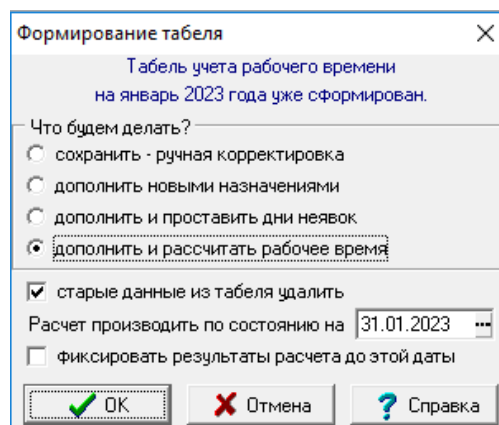 Формирование табеля
Табель учета рабочего времени
на январь 2023 года уже сформирован.
Что будем делать?
сохранить - ручная корректировка
дополнить новыми назначениями
дополнить и проставить дни неявок
дополнить и рассчитать рабочее время
старые данные из табеля удалить
Расчет производить по состоянию на 31.01.2023 ...
фиксировать результаты расчета до этой даты
OK Отмена ? Справка